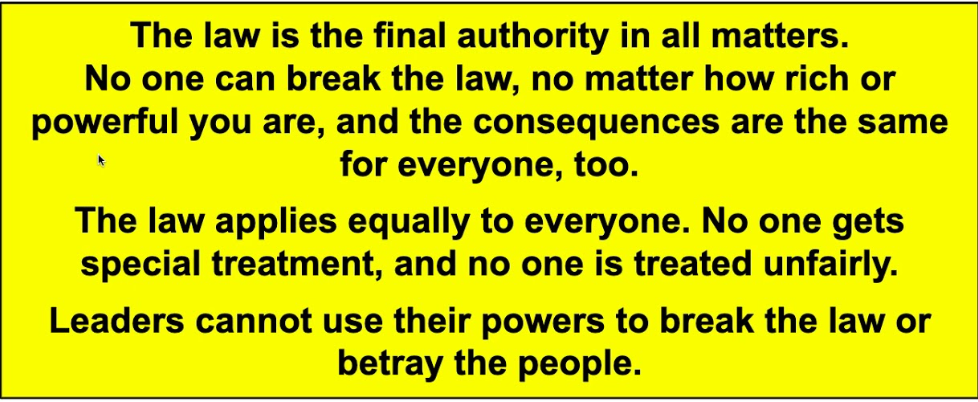 The law is the final authority in all matters.
No one can break the law, no matter how rich or
powerful you are, and the consequences are the same
for everyone, too.
The law applies equally to everyone. No one gets
special treatment, and no one is treated unfairly.
Leaders cannot use their powers to break the law or
betray the people.